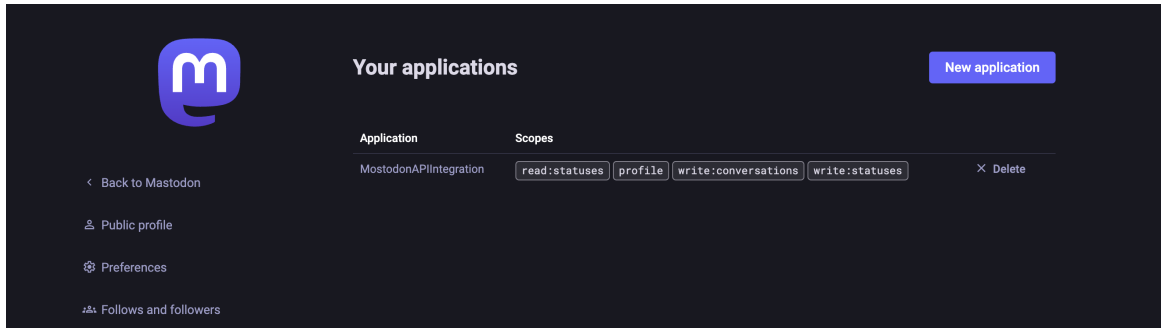 Your applications
New application
Application Scopes
MostodonAPIIntegration read:statuses profile write:conversations write:statuses Delete
Back to Mastodon
Public profile
Preferences
Follows and followers